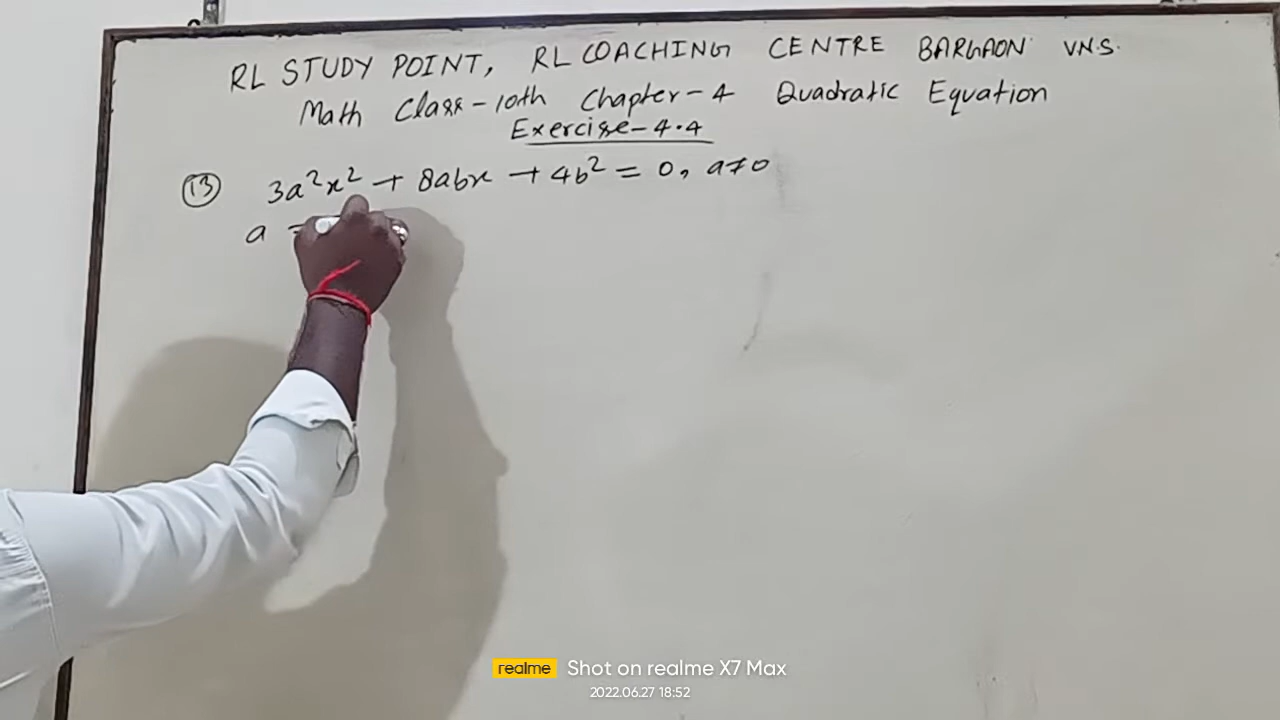 RL STUDY POINT, RL COACHING CENTRE BARGAON VNS.
Math Class-10th Chapter-4 Quadratic Equation
Exercise-4.4
(13) 3a²x² + 8abx + 4b² = 0, a≠0
a =
realme Shot on realme X7 Max
2022.06.27 18:52